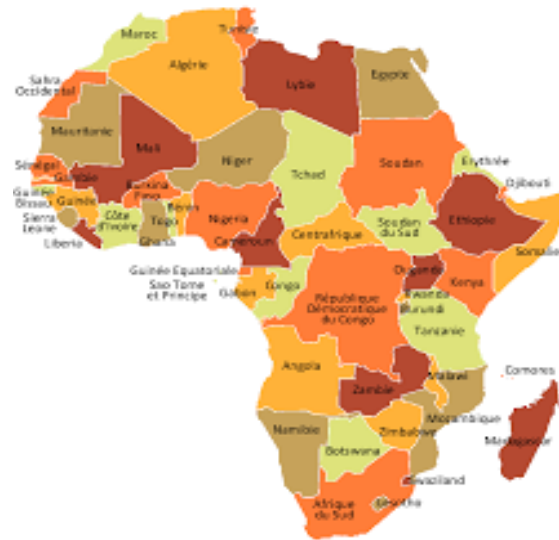 Tunisie
Maroc
Algérie
Lybie
Egypte
Sahra
Occidental
Mauritanie
Mali
Niger
Tchad
Soudan
Erythrée
Djibouti
Sénégal
Gambie
Guinée
Bissau
Guinée
Burkina
Faso
Bénin
Nigeria
Côte
d'Ivoire
Togo
Ghana
Sierra
Leone
Liberia
Cameroun
Centrafrique
Soudan
du Sud
Ethiopie
Somalie
Guinée Equatoriale
Sao Tome
et Principe
Gabon
Congo
République
Démocratique
du Congo
Ouganda
Kenya
Rwanda
Burundi
Tanzanie
Comores
Angola
Zambie
Malawi
Mozambique
Madagascar
Namibie
Zimbabwe
Botswana
Swaziland
Lesotho
Afrique
du Sud